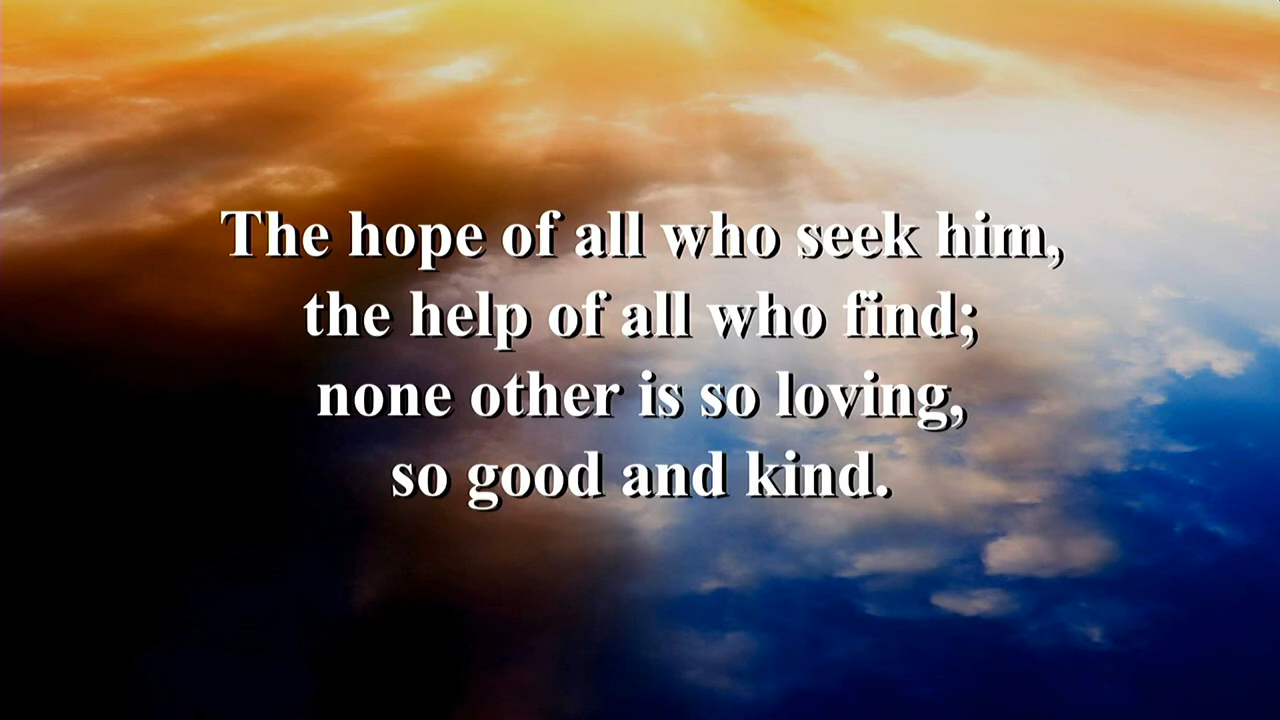 The hope of all who seek him,
the help of all who find;
none other is so loving,
so good and kind.